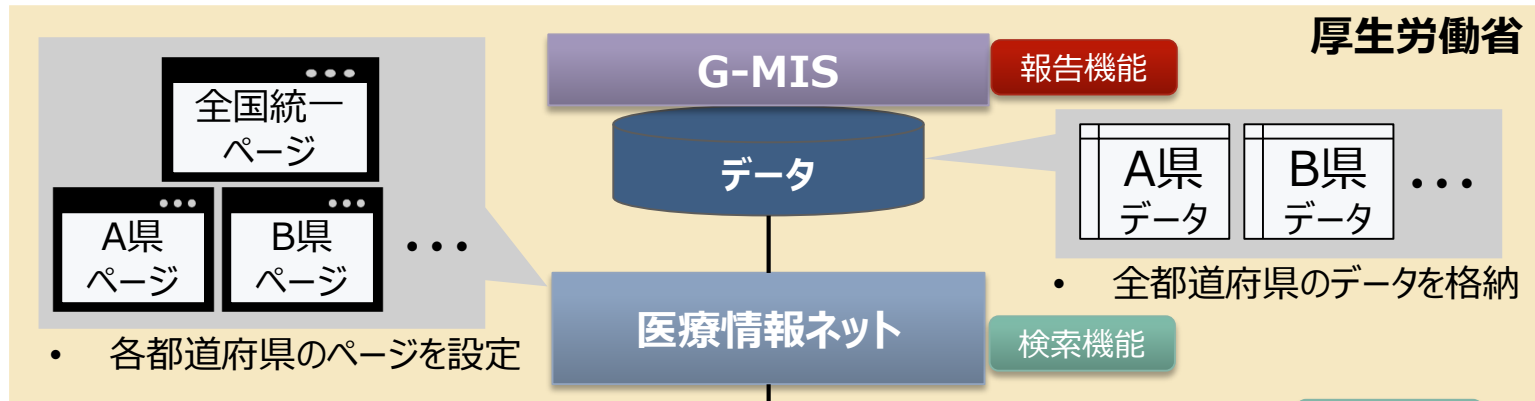 厚生労働省
G-MIS
報告機能
全国統一
ページ
データ
A県
データ
B県
データ
・・・
A県
ページ
B県
ページ
・・・
• 全都道府県のデータを格納
医療情報ネット
検索機能
• 各都道府県のページを設定